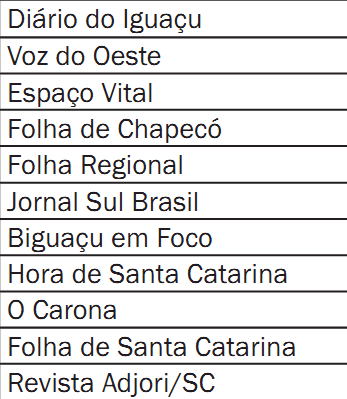 Diário do Iguaçu
Voz do Oeste
Espaço Vital
Folha de Chapecó
Folha Regional
Jornal Sul Brasil
Biguaçu em Foco
Hora de Santa Catarina
O Carona
Folha de Santa Catarina
Revista Adjori/SC